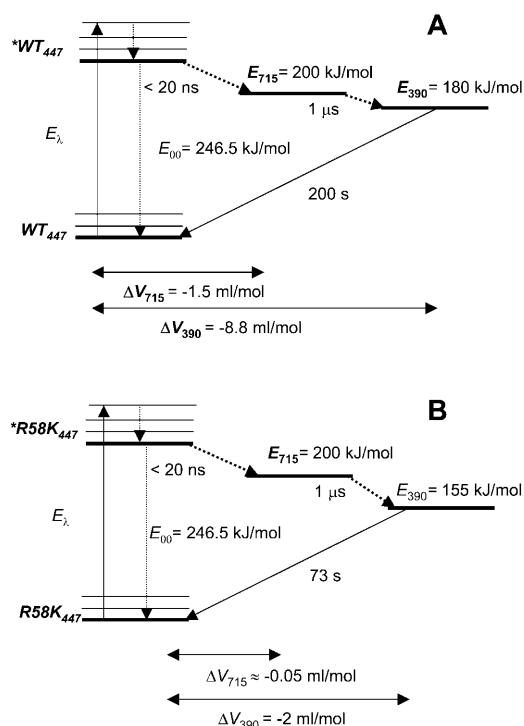 A
*WT447
E715= 200 kJ/mol
E390= 180 kJ/mol
< 20 ns
1 μs
Eλ
E00= 246.5 kJ/mol
200 s
WT447
ΔV715 = -1.5 ml/mol
ΔV390 = -8.8 ml/mol
B
*R58K447
E715= 200 kJ/mol
< 20 ns
1 μs
E390= 155 kJ/mol
Eλ
E00= 246.5 kJ/mol
73 s
R58K447
ΔV715 ≈ -0.05 ml/mol
ΔV390 = -2 ml/mol